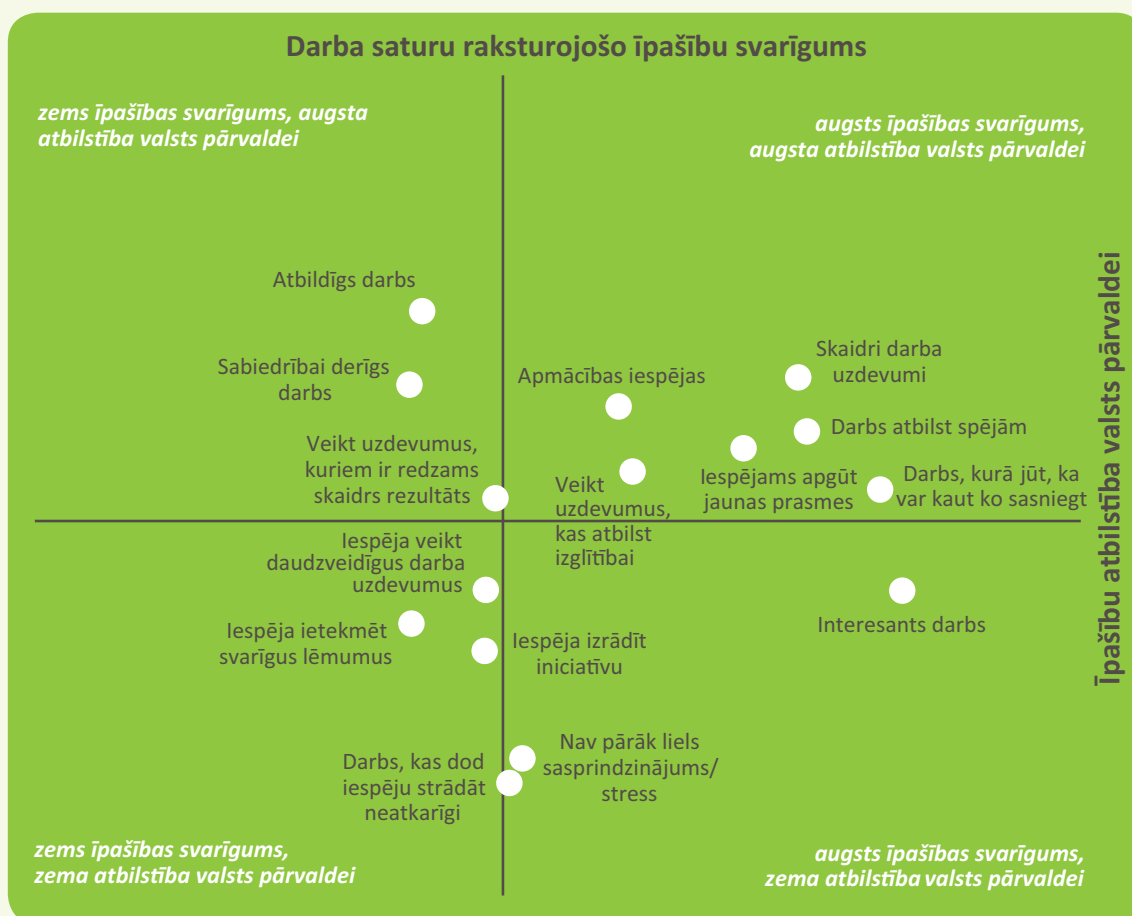 Darba saturu raksturojošo īpašību svarīgums
zems īpašības svarīgums, augsta
atbilstība valsts pārvaldei
augsts īpašības svarīgums,
augsta atbilstība valsts pārvaldei
Atbildīgs darbs
Sabiedrībai derīgs
darbs
Veikt uzdevumus,
kuriem ir redzams
skaidrs rezultāts
Apmācības iespējas
Veikt
uzdevumus,
kas atbilst
izglītībai
Skaidri darba
uzdevumi
Darbs atbilst spējām
Iespējams apgūt
jaunas prasmes
Darbs, kurā jūt, ka
var kaut ko sasniegt
Īpašību atbilstība valsts pārvaldei
Iespēja veikt
daudzveidīgus darba
uzdevumus
Iespēja ietekmēt
svarīgus lēmumus
Iespēja izrādīt
iniciatīvu
Interesants darbs
Nav pārāk liels
sasprindzinājums/
stress
Darbs, kas dod
iespēju strādāt
neatkarīgi
zems īpašības svarīgums,
zema atbilstība valsts pārvaldei
augsts īpašības svarīgums,
zema atbilstība valsts pārvaldei